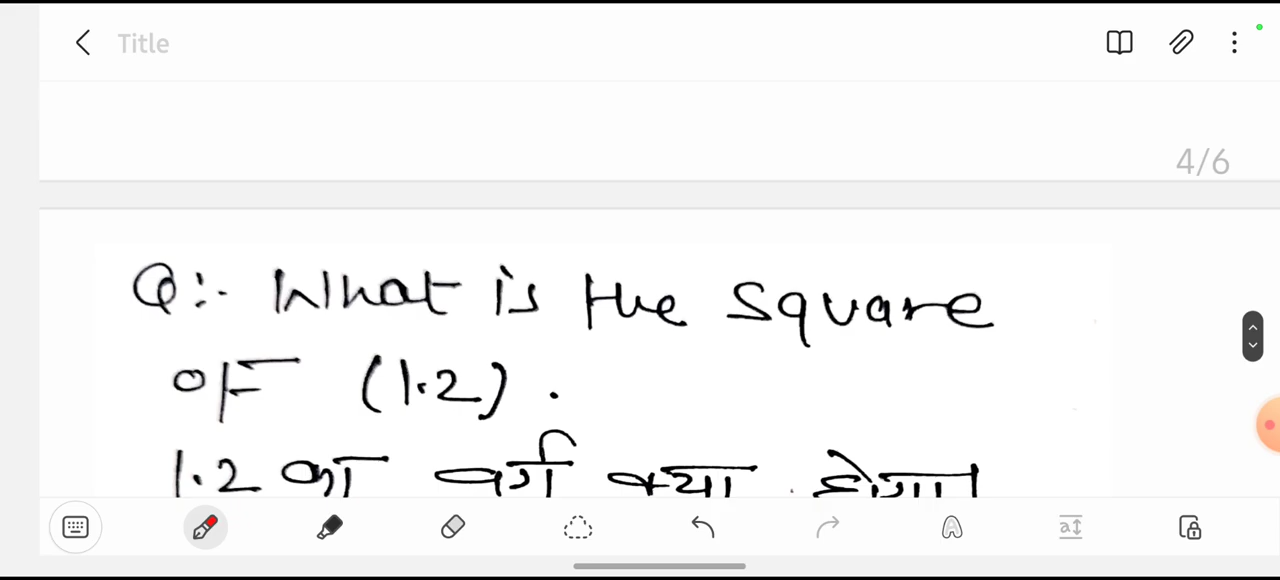 Title
4/6
Q:- What is the square
of (1.2).
1.2 का वर्ग क्या होगा